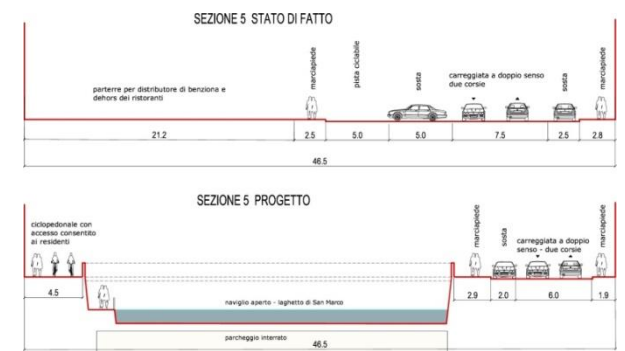 SEZIONE 5 STATO DI FATTO
parterre per distributore di benziona e
dehors dei ristoranti
marciapiede
pista ciclabile
sosta
carreggiata a doppio senso
due corsie
sosta
marciapiede
21.2
2.5
5.0
5.0
7.5
2.5
2.8
46.5
SEZIONE 5 PROGETTO
ciclopedonale con
accesso consentito
ai residenti
marciapiede
sosta
carreggiata a doppio
senso - due corsie
marciapiede
4.5
naviglio aperto - laghetto di San Marco
2.9
2.0
6.0
1.9
parcheggio interrato
46.5